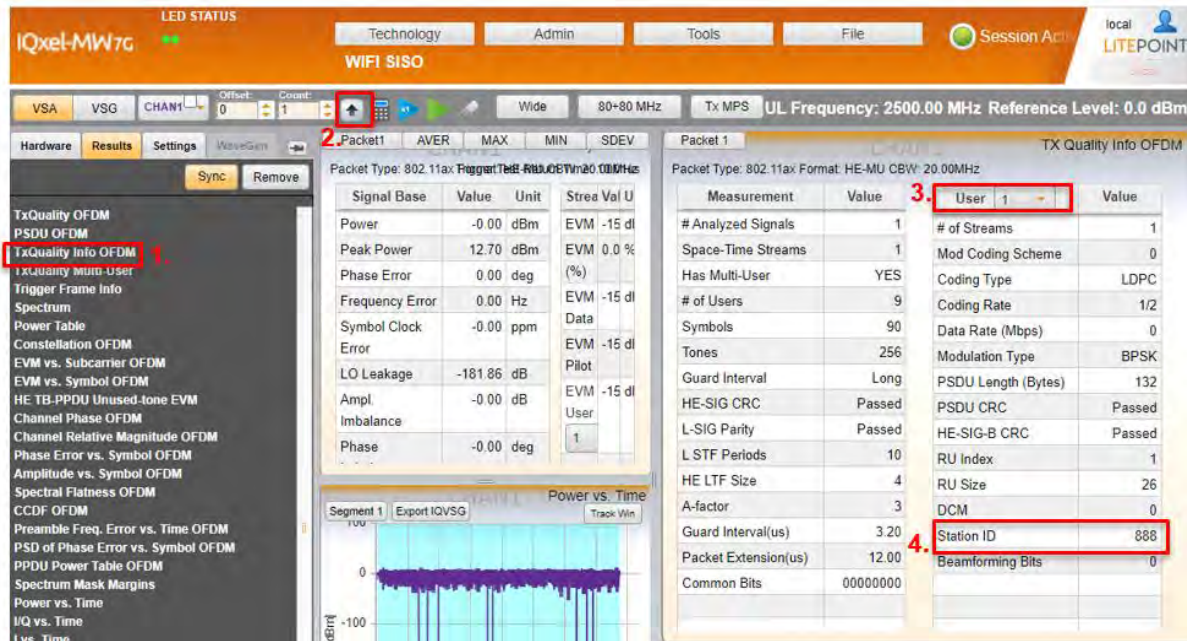 LED STATUS
IQxel-MW7G
Technology
Admin
Tools
File
Session Acti
local
LITEPOINT
WIFI SISO
VSA
VSG
CHAN1
Offset:
0
Count:
1
Wide
80+80 MHz
Tx MPS
UL Frequency: 2500.00 MHz Reference Level: 0.0 dBm
Hardware
Results
Settings
WaveGen
Sync
Remove
TxQuality OFDM
PSDU OFDM
TxQuality Info OFDM
1.
TxQuality Multi-User
Trigger Frame Info
Spectrum
Power Table
Constellation OFDM
EVM vs. Subcarrier OFDM
EVM vs. Symbol OFDM
HE TB-PPDU Unused-tone EVM
Channel Phase OFDM
Channel Relative Magnitude OFDM
Phase Error vs. Symbol OFDM
Amplitude vs. Symbol OFDM
Spectral Flatness OFDM
CCDF OFDM
Preamble Freq. Error vs. Time OFDM
PSD of Phase Error vs. Symbol OFDM
PPDU Power Table OFDM
Spectrum Mask Margins
Power vs. Time
I/Q vs. Time
I vs. Time
2.
Packet1
AVER
MAX
MIN
SDEV
Packet Type: 802.11ax
Signal Base Value Unit
Power -0.00 dBm
Peak Power 12.70 dBm
Phase Error 0.00 deg
Frequency Error 0.00 Hz
Symbol Clock Error -0.00 ppm
LO Leakage -181.86 dB
Ampl. Imbalance -0.00 dB
Phase -0.00 deg
Strea Val U
EVM -15 dl
EVM (%) 0.0 %
EVM Data -15 dl
EVM Pilot -15 dl
EVM User 1 -15 dl
CHAN1
Power vs. Time
Segment 1
Export IQVSG
Track Win
100
0
-100
dBm]
Packet 1
TX Quality Info OFDM
Packet Type: 802.11ax Format: HE-MU CBW: 20.00MHz
Measurement Value
# Analyzed Signals 1
Space-Time Streams 1
Has Multi-User YES
# of Users 9
Symbols 90
Tones 256
Guard Interval Long
HE-SIG CRC Passed
L-SIG Parity Passed
L STF Periods 10
HE LTF Size 4
A-factor 3
Guard Interval(us) 3.20
Packet Extension(us) 12.00
Common Bits 00000000
3.
User 1 Value
# of Streams 1
Mod Coding Scheme 0
Coding Type LDPC
Coding Rate 1/2
Data Rate (Mbps) 0
Modulation Type BPSK
PSDU Length (Bytes) 132
PSDU CRC Passed
HE-SIG-B CRC Passed
RU Index 1
RU Size 26
DCM 0
4.
Station ID 888
Beamforming Bits 0